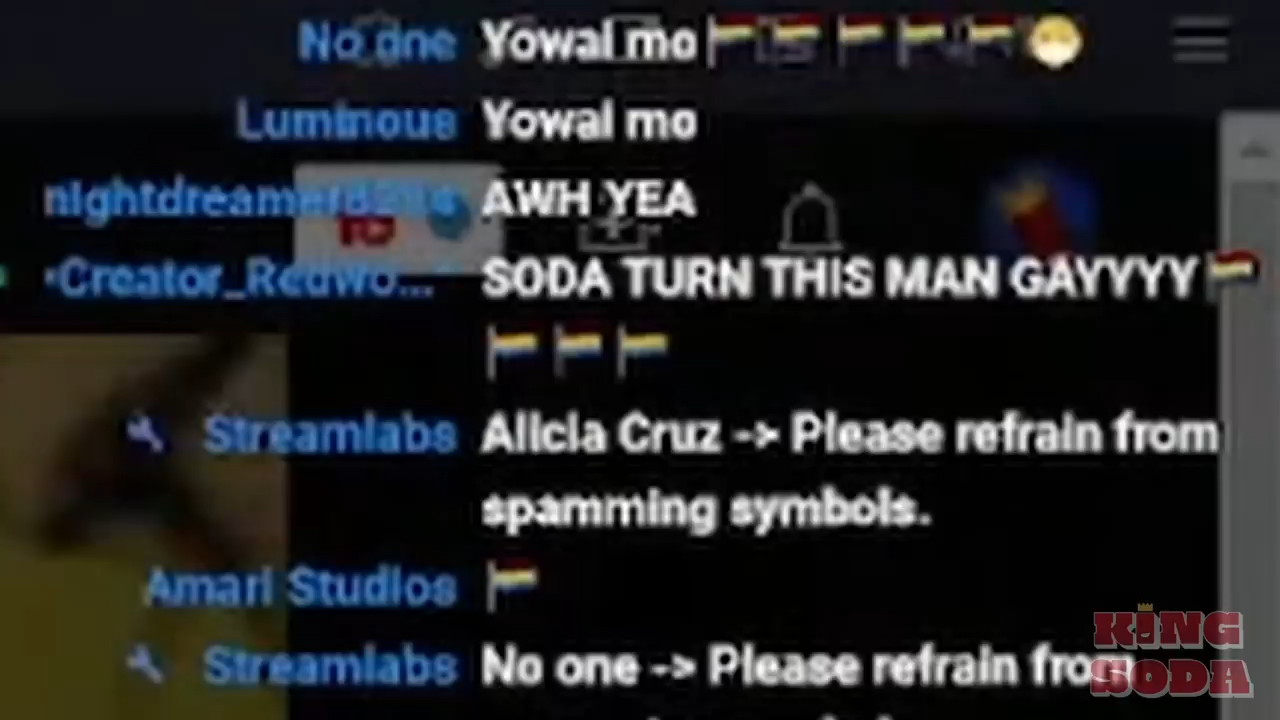 No one Yowai mo 🏳️‍🌈🏳️‍🌈🏳️‍🌈🏳️‍🌈🏳️‍🌈😷
Luminous Yowai mo
AWH YEA
SODA TURN THIS MAN GAYYYY🏳️‍🌈
🏳️‍🌈🏳️‍🌈🏳️‍🌈
Streamlabs Alicia Cruz -> Please refrain from
spamming symbols.
Amari Studios 🏳️‍🌈
Streamlabs No one -> Please refrain from
KING
SODA